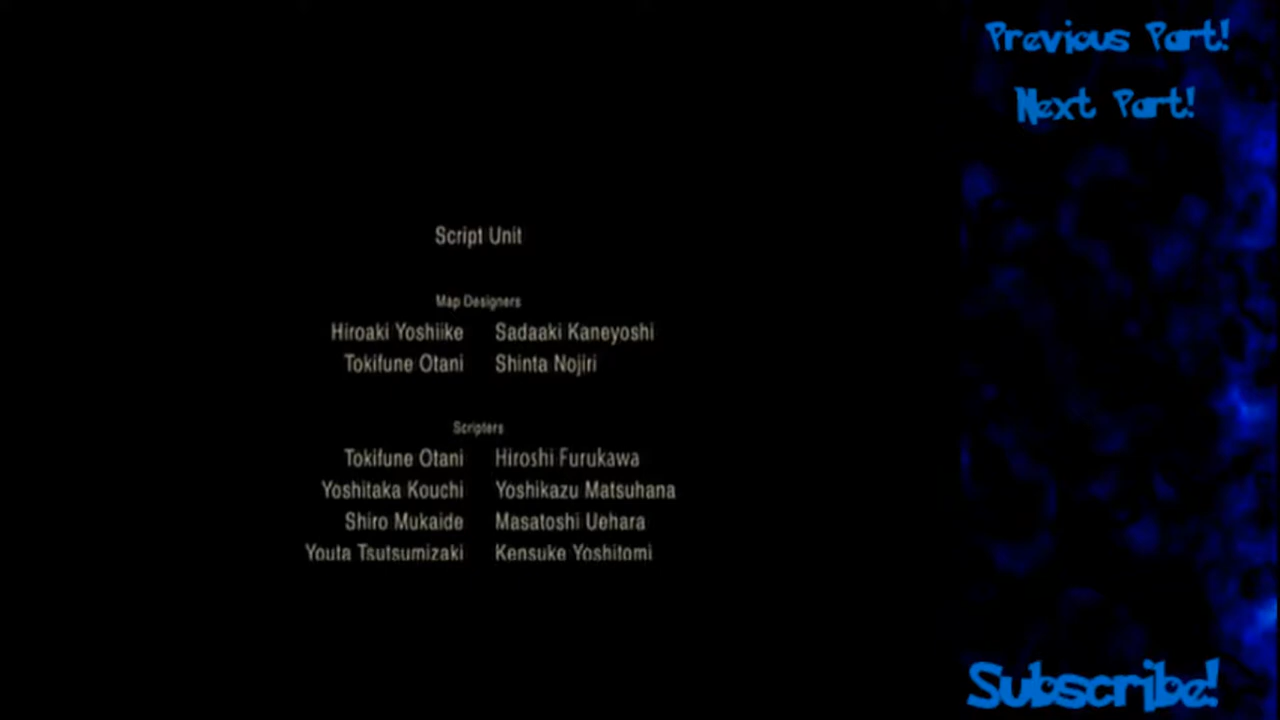 Previous Part!
Next Part!
Script Unit
Map Designers
Hiroaki Yoshiike Sadaaki Kaneyoshi
Tokifune Otani Shinta Nojiri
Scripters
Tokifune Otani Hiroshi Furukawa
Yoshitaka Kouchi Yoshikazu Matsuhana
Shiro Mukaide Masatoshi Uehara
Youta Tsutsumizaki Kensuke Yoshitomi
Subscribe!